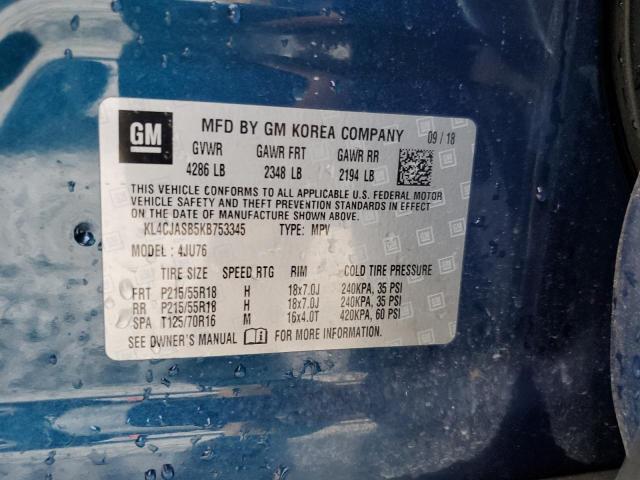 GM
MFD BY GM KOREA COMPANY 09/18
GVWR GAWR FRT GAWR RR
4286 LB 2348 LB 2194 LB
THIS VEHICLE CONFORMS TO ALL APPLICABLE U.S. FEDERAL MOTOR
VEHICLE SAFETY AND THEFT PREVENTION STANDARDS IN EFFECT
ON THE DATE OF MANUFACTURE SHOWN ABOVE.
KL4CJASB5KB753345 TYPE: MPV
MODEL: 4JU76
TIRE SIZE SPEED RTG RIM COLD TIRE PRESSURE
FRT P215/55R18 H 18x7.0J 240KPA, 35 PSI
RR P215/55R18 H 18x7.0J 240KPA, 35 PSI
SPA T125/70R16 M 16x4.0T 420KPA, 60 PSI
SEE OWNER'S MANUAL FOR MORE INFORMATION.